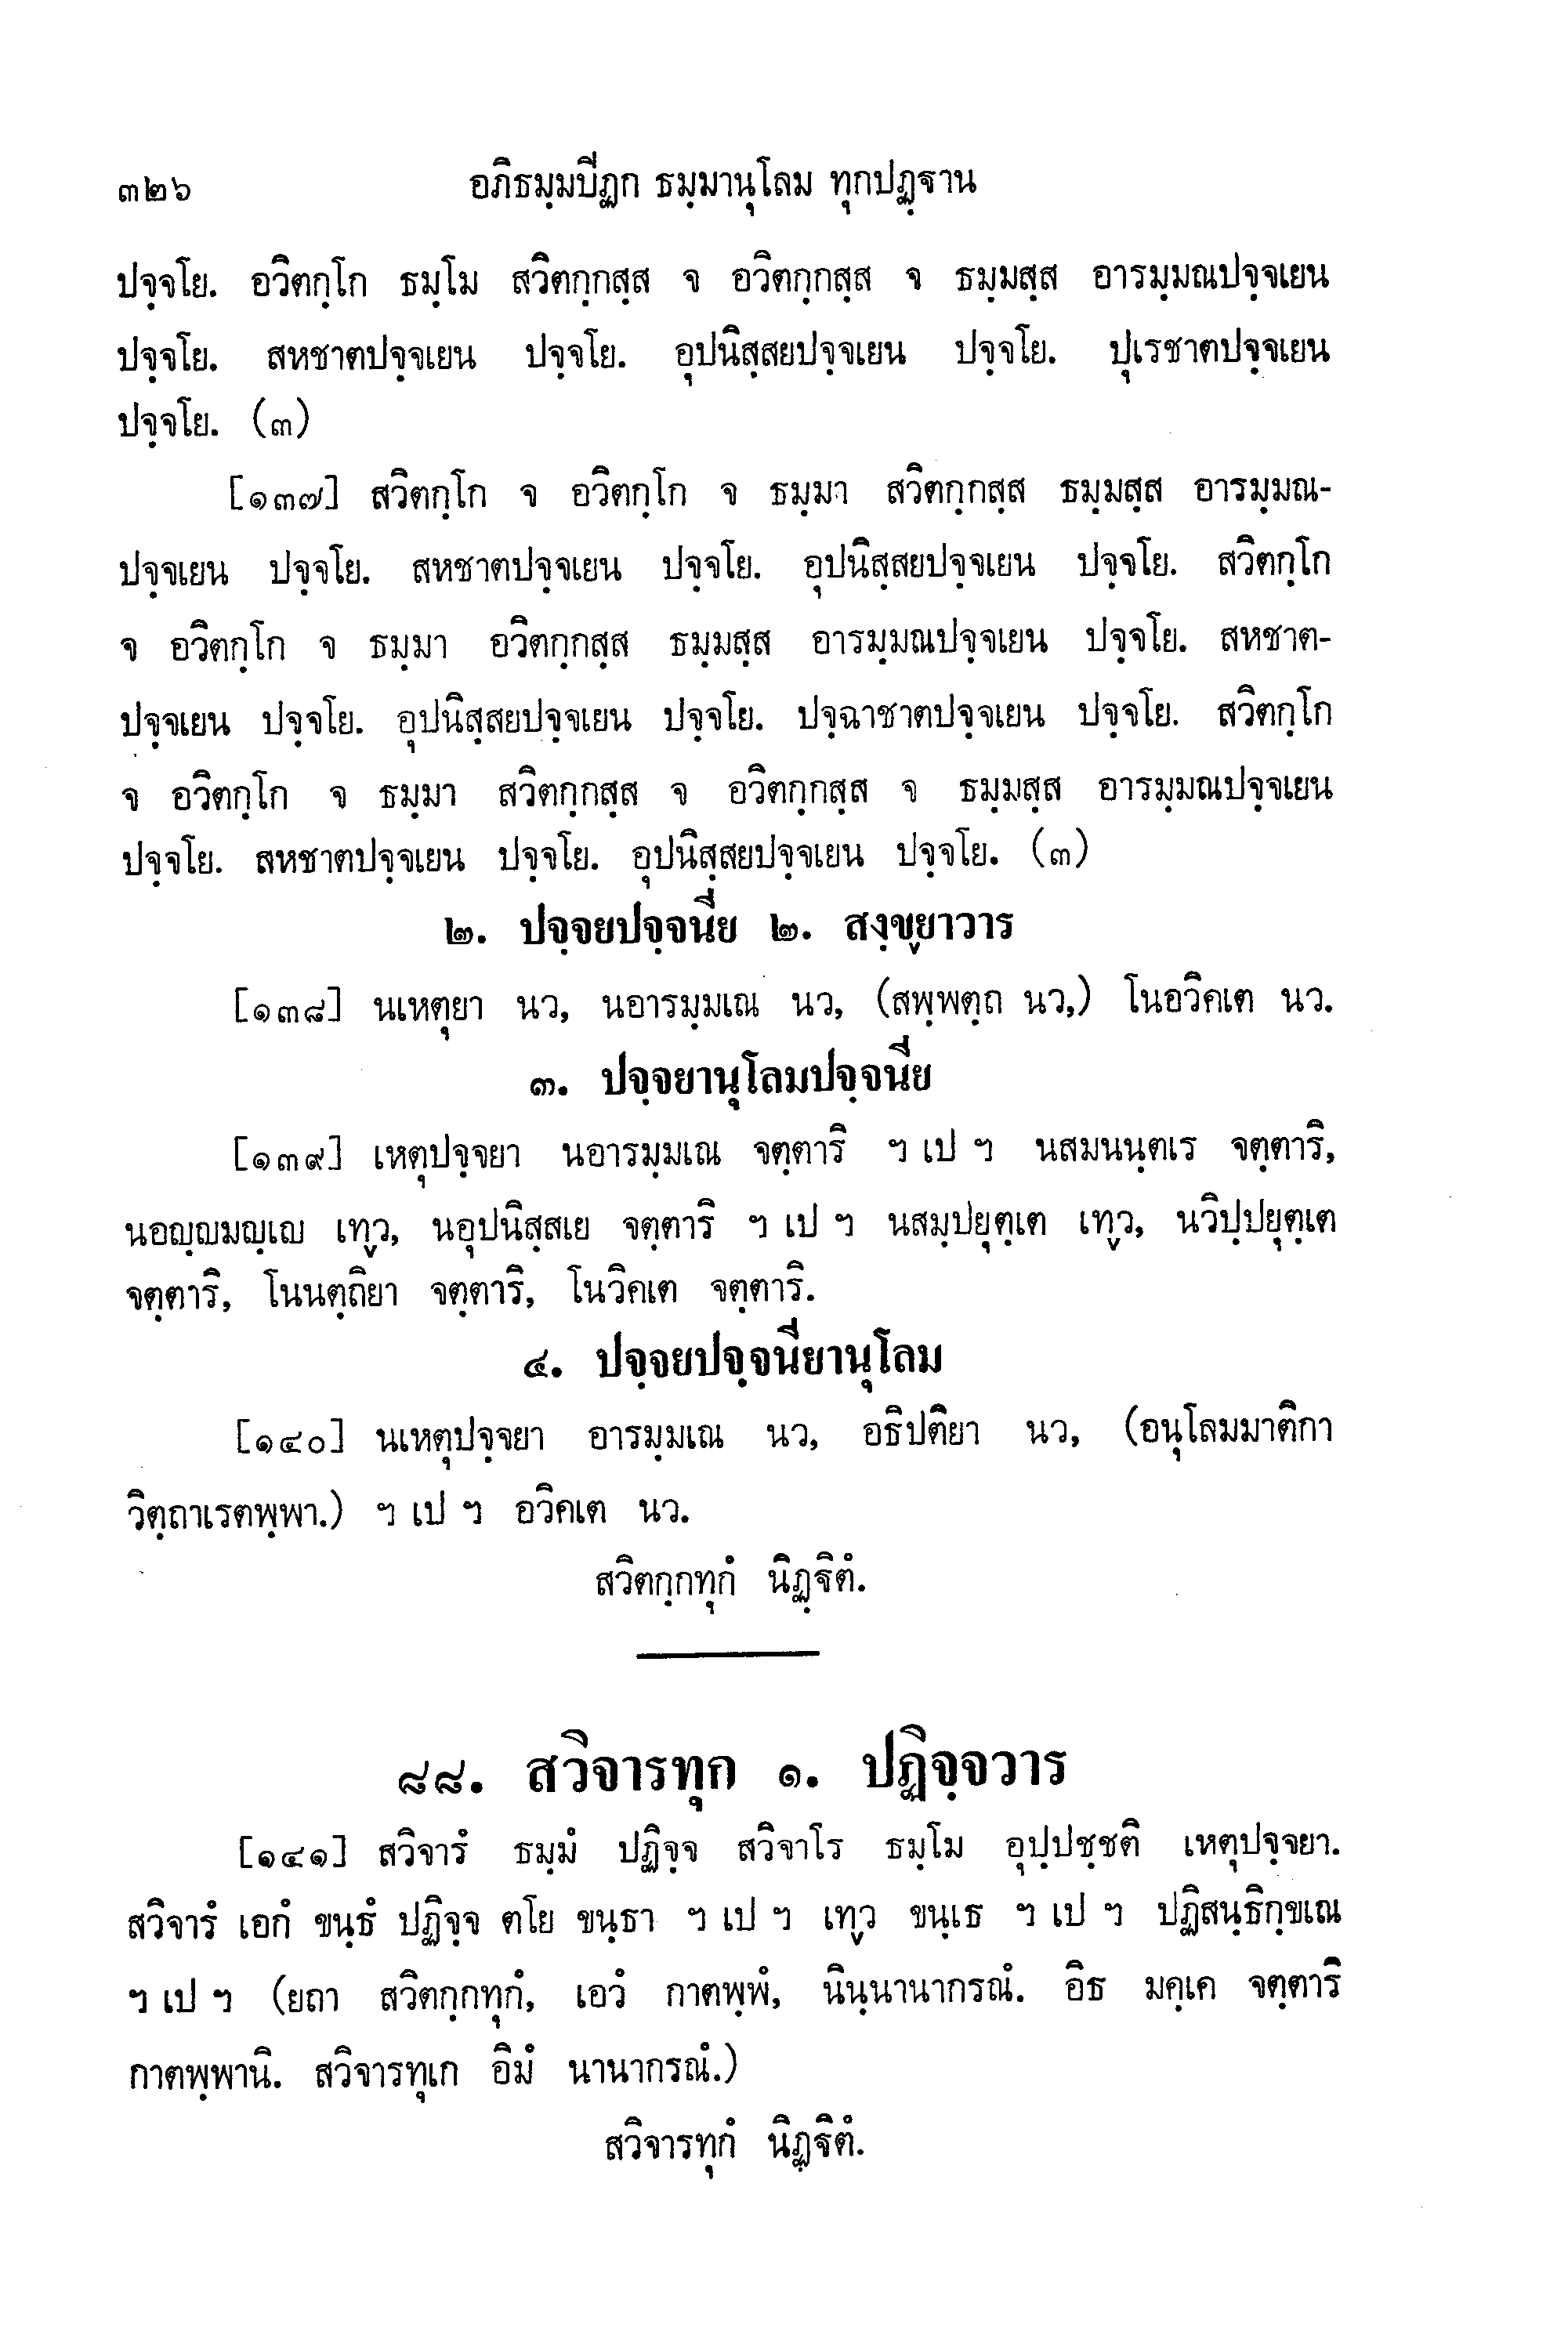 ๓๒๖ อภิธมฺมปีฏก ธมฺมานุโลม ทุกปฏฺฐาน
ปจฺจโย. อวิตกฺโก ธมฺโม สวิตกฺกสฺส จ อวิตกฺกสฺส จ ธมฺมสฺส อารมฺมณปจฺจเยน
ปจฺจโย. สหชาตปจฺจเยน ปจฺจโย. อุปนิสฺสยปจฺจเยน ปจฺจโย. ปุเรชาตปจฺจเยน
ปจฺจโย. (๓)
[๑๓๗] สวิตกฺโก จ อวิตกฺโก จ ธมฺมา สวิตกฺกสฺส ธมฺมสฺส อารมฺมณ-
ปจฺจเยน ปจฺจโย. สหชาตปจฺจเยน ปจฺจโย. อุปนิสฺสยปจฺจเยน ปจฺจโย. สวิตกฺโก
จ อวิตกฺโก จ ธมฺมา อวิตกฺกสฺส ธมฺมสฺส อารมฺมณปจฺจเยน ปจฺจโย. สหชาต-
ปจฺจเยน ปจฺจโย. อุปนิสฺสยปจฺจเยน ปจฺจโย. ปจฺฉาชาตปจฺจเยน ปจฺจโย. สวิตกฺโก
จ อวิตกฺโก จ ธมฺมา สวิตกฺกสฺส จ อวิตกฺกสฺส จ ธมฺมสฺส อารมฺมณปจฺจเยน
ปจฺจโย. สหชาตปจฺจเยน ปจฺจโย. อุปนิสฺสยปจฺจเยน ปจฺจโย. (๓)
๒. ปจฺจยปจฺจนีย ๒. สงฺขฺยาวาร
[๑๓๘] นเหตุยา นว, นอารมฺมเณ นว, (สพฺพตฺถ นว,) โนอวิคเต นว.
๓. ปจฺจยานุโลมปจฺจนีย
[๑๓๙] เหตุปจฺจยา นอารมฺมเณ จตฺตาริ ฯ เป ฯ นสมนนฺตเร จตฺตาริ,
นอญฺญมญฺเญ เทฺว, นอุปนิสฺสเย จตฺตาริ ฯ เป ฯ นสมฺปยุตฺเต เทฺว, นวิปฺปยุตฺเต
จตฺตาริ, โนนตฺถิยา จตฺตาริ, โนวิคเต จตฺตาริ.
๔. ปจฺจยปจฺจนียานุโลม
[๑๔๐] นเหตุปจฺจยา อารมฺมเณ นว, อธิปติยา นว, (อนุโลมมาติกา
วิตฺถาเรตพฺพา.) ฯ เป ฯ อวิคเต นว.
สวิตกฺกทุกํ นิฏฺฐิตํ.
๘๘. สวิจารทุก ๑. ปฏิจฺจวาร
[๑๔๑] สวิจารํ ธมฺมํ ปฏิจฺจ สวิจาโร ธมฺโม อุปฺปชฺชติ เหตุปจฺจยา.
สวิจารํ เอกํ ขนฺธํ ปฏิจฺจ ตโย ขนฺธา ฯ เป ฯ เทฺว ขนฺเธ ฯ เป ฯ ปฏิสนฺธิกฺขเณ
ฯ เป ฯ (ยถา สวิตกฺกทุกํ, เอวํ กาตพฺพํ, นินฺนานากรณํ. อิธ มคฺเค จตฺตาริ
กาตพฺพานิ. สวิจารทุเก อิมํ นานากรณํ.)
สวิจารทุกํ นิฏฺฐิตํ.